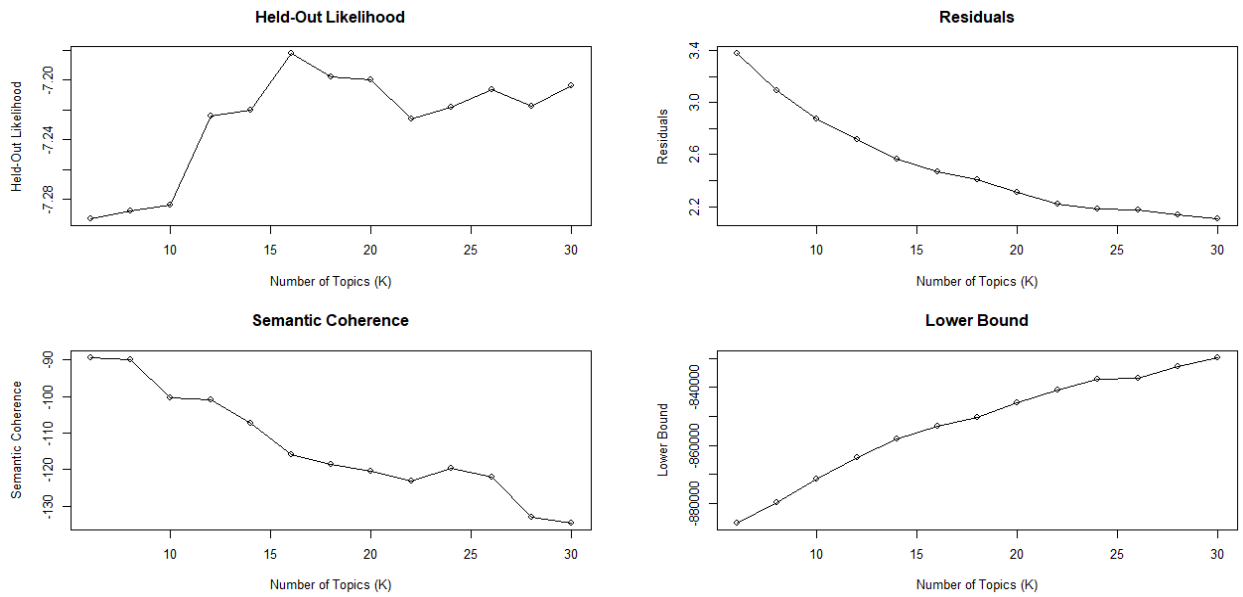 Held-Out Likelihood
Held-Out Likelihood
-7.20
-7.24
-7.28
10 15 20 25 30
Number of Topics (K)
Residuals
Residuals
3.4
3.0
2.6
2.2
10 15 20 25 30
Number of Topics (K)
Semantic Coherence
Semantic Coherence
-90
-100
-110
-120
-130
10 15 20 25 30
Number of Topics (K)
Lower Bound
Lower Bound
-840000
-860000
-880000
10 15 20 25 30
Number of Topics (K)